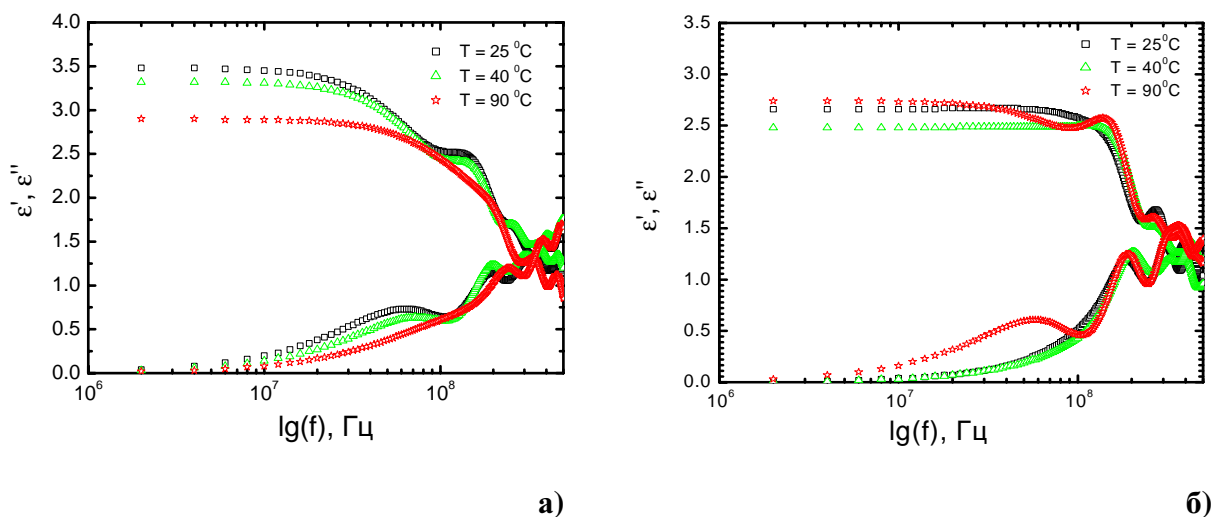 4.0
3.5
3.0
2.5
2.0
1.5
1.0
0.5
0.0
ε', ε''
T = 25 ⁰C
T = 40 ⁰C
T = 90 ⁰C
10⁶
10⁷
10⁸
lg(f), Гц
а)
3.5
3.0
2.5
2.0
1.5
1.0
0.5
0.0
ε', ε''
T = 25⁰C
T = 40⁰C
T = 90⁰C
10⁶
10⁷
10⁸
lg(f), Гц
б)